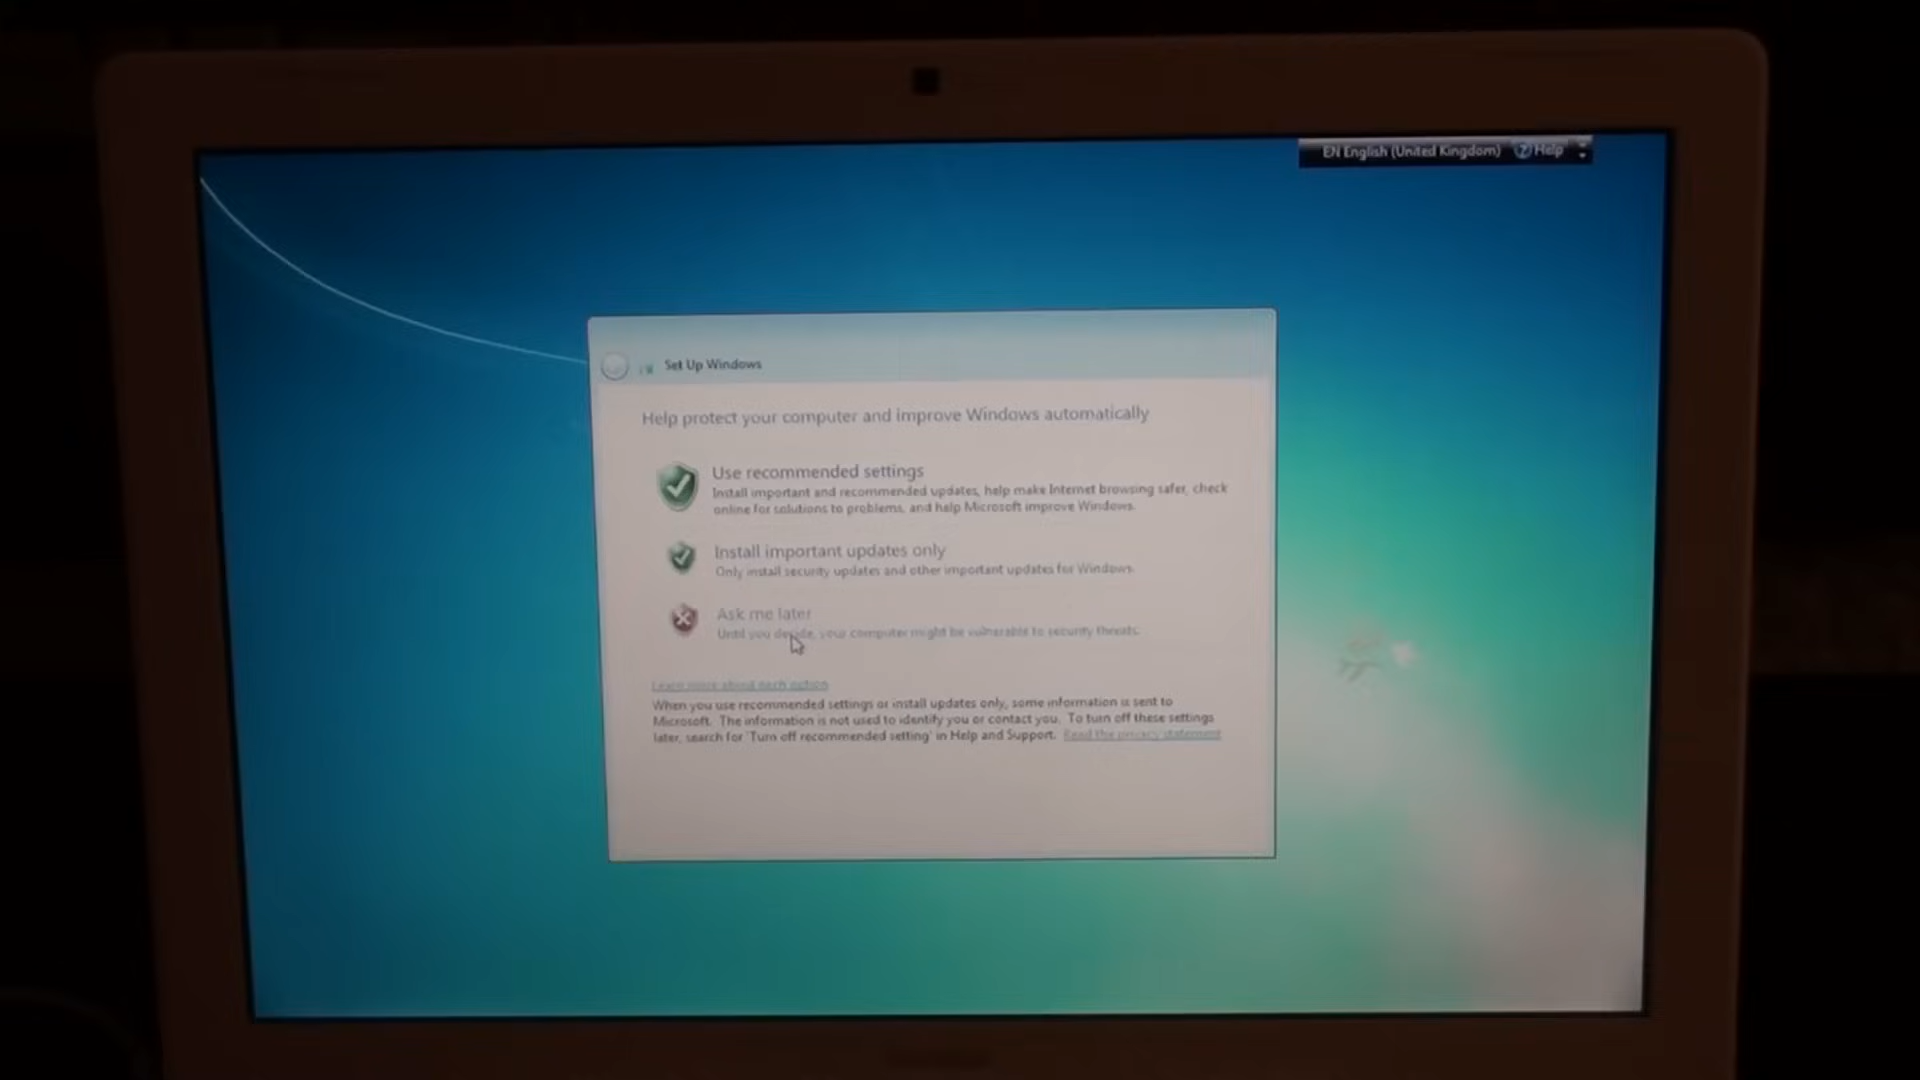 EN English (United Kingdom) Help
Set Up Windows
Help protect your computer and improve Windows automatically
Use recommended settings
Install important and recommended updates, help make Internet browsing safer, check
online for solutions to problems, and help Microsoft improve Windows.
Install important updates only
Only install security updates and other important updates for Windows.
Ask me later
Until you decide, your computer might be vulnerable to security threats.
Learn more about each option
When you use recommended settings or install updates only, some information is sent to
Microsoft. The information is not used to identify you or contact you. To turn off these settings
later, search for 'Turn off recommended setting' in Help and Support. Read the privacy statement